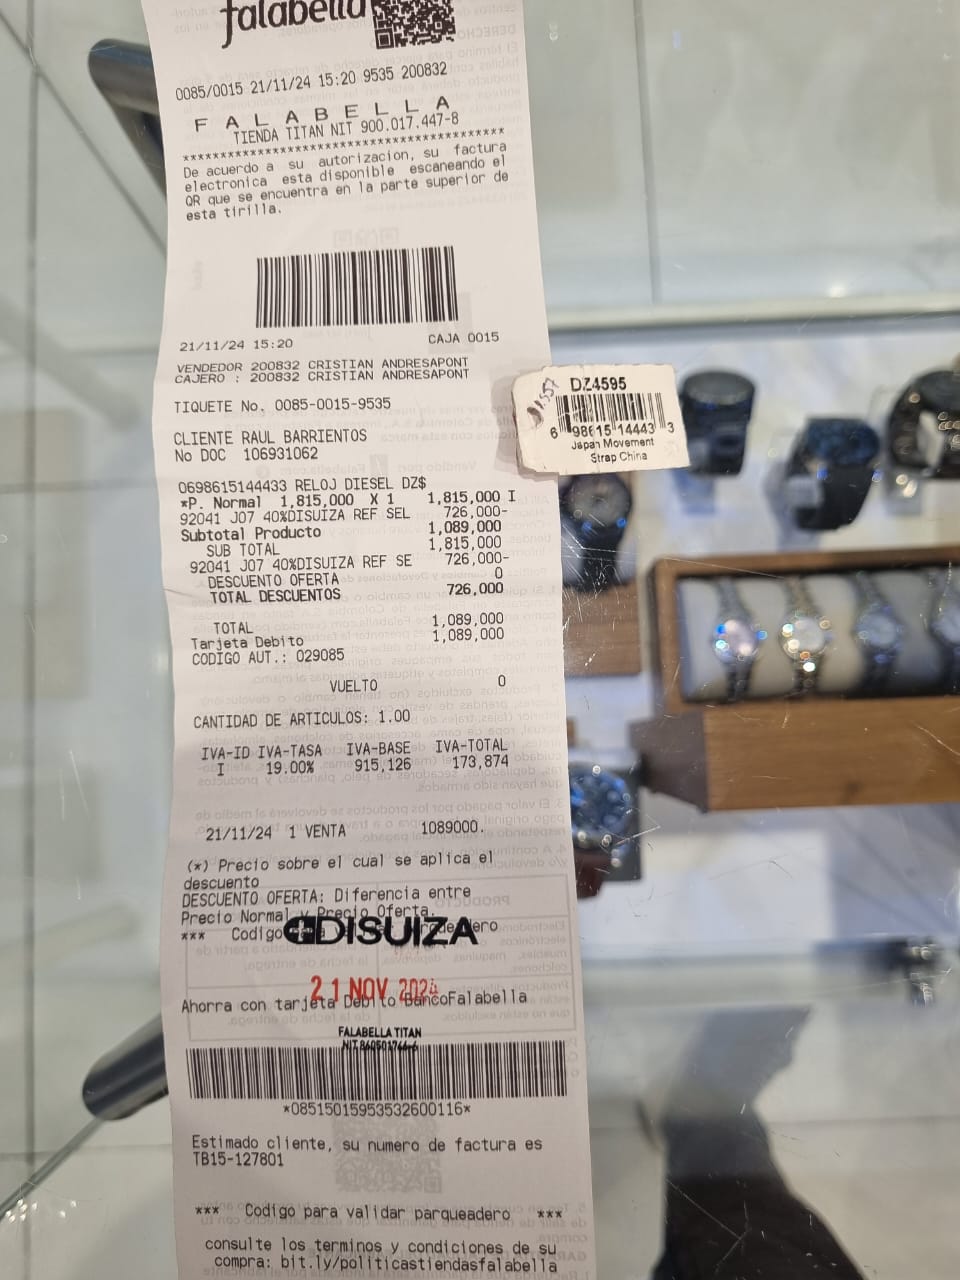 falabella
0085/0015 21/11/24 15:20 9535 200832
F A L A B E L L A
TIENDA TITAN NIT 900.017.447-8
****************************************
De acuerdo a su autorizacion, su factura
electronica esta disponible escaneando el
QR que se encuentra en la parte superior de
esta tirilla.
21/11/24 15:20 CAJA 0015
VENDEDOR 200832 CRISTIAN ANDRESAPONT
CAJERO : 200832 CRISTIAN ANDRESAPONT
TIQUETE No. 0085-0015-9535
CLIENTE RAUL BARRIENTOS
No DOC 106931062
0698615144433 RELOJ DIESEL DZ$
*P. Normal 1,815,000 X 1 1,815,000 I
92041 J07 40%DISUIZA REF SEL 726,000-
Subtotal Producto 1,089,000
SUB TOTAL 1,815,000
92041 J07 40%DISUIZA REF SE 726,000-
DESCUENTO OFERTA 0
TOTAL DESCUENTOS 726,000
TOTAL 1,089,000
Tarjeta Debito 1,089,000
CODIGO AUT.: 029085
VUELTO 0
CANTIDAD DE ARTICULOS: 1.00
IVA-ID IVA-TASA IVA-BASE IVA-TOTAL
I 19.00% 915,126 173,874
21/11/24 1 VENTA 1089000.
(*) Precio sobre el cual se aplica el
descuento
DESCUENTO OFERTA: Diferencia entre
Precio Normal y Precio Oferta.
*** Codigo
DISUIZA
21 NOV 2024
Ahorra con tarjeta Debito BancoFalabella
FALABELLA TITAN
*08515015953532600116*
Estimado cliente, su numero de factura es
TB15-127801
*** Codigo para validar parqueadero ***
consulte los terminos y condiciones de su
compra: bit.ly/politicastiendasfalabella
DZ4595
6 98615 14443 3
Japan Movement
Strap China